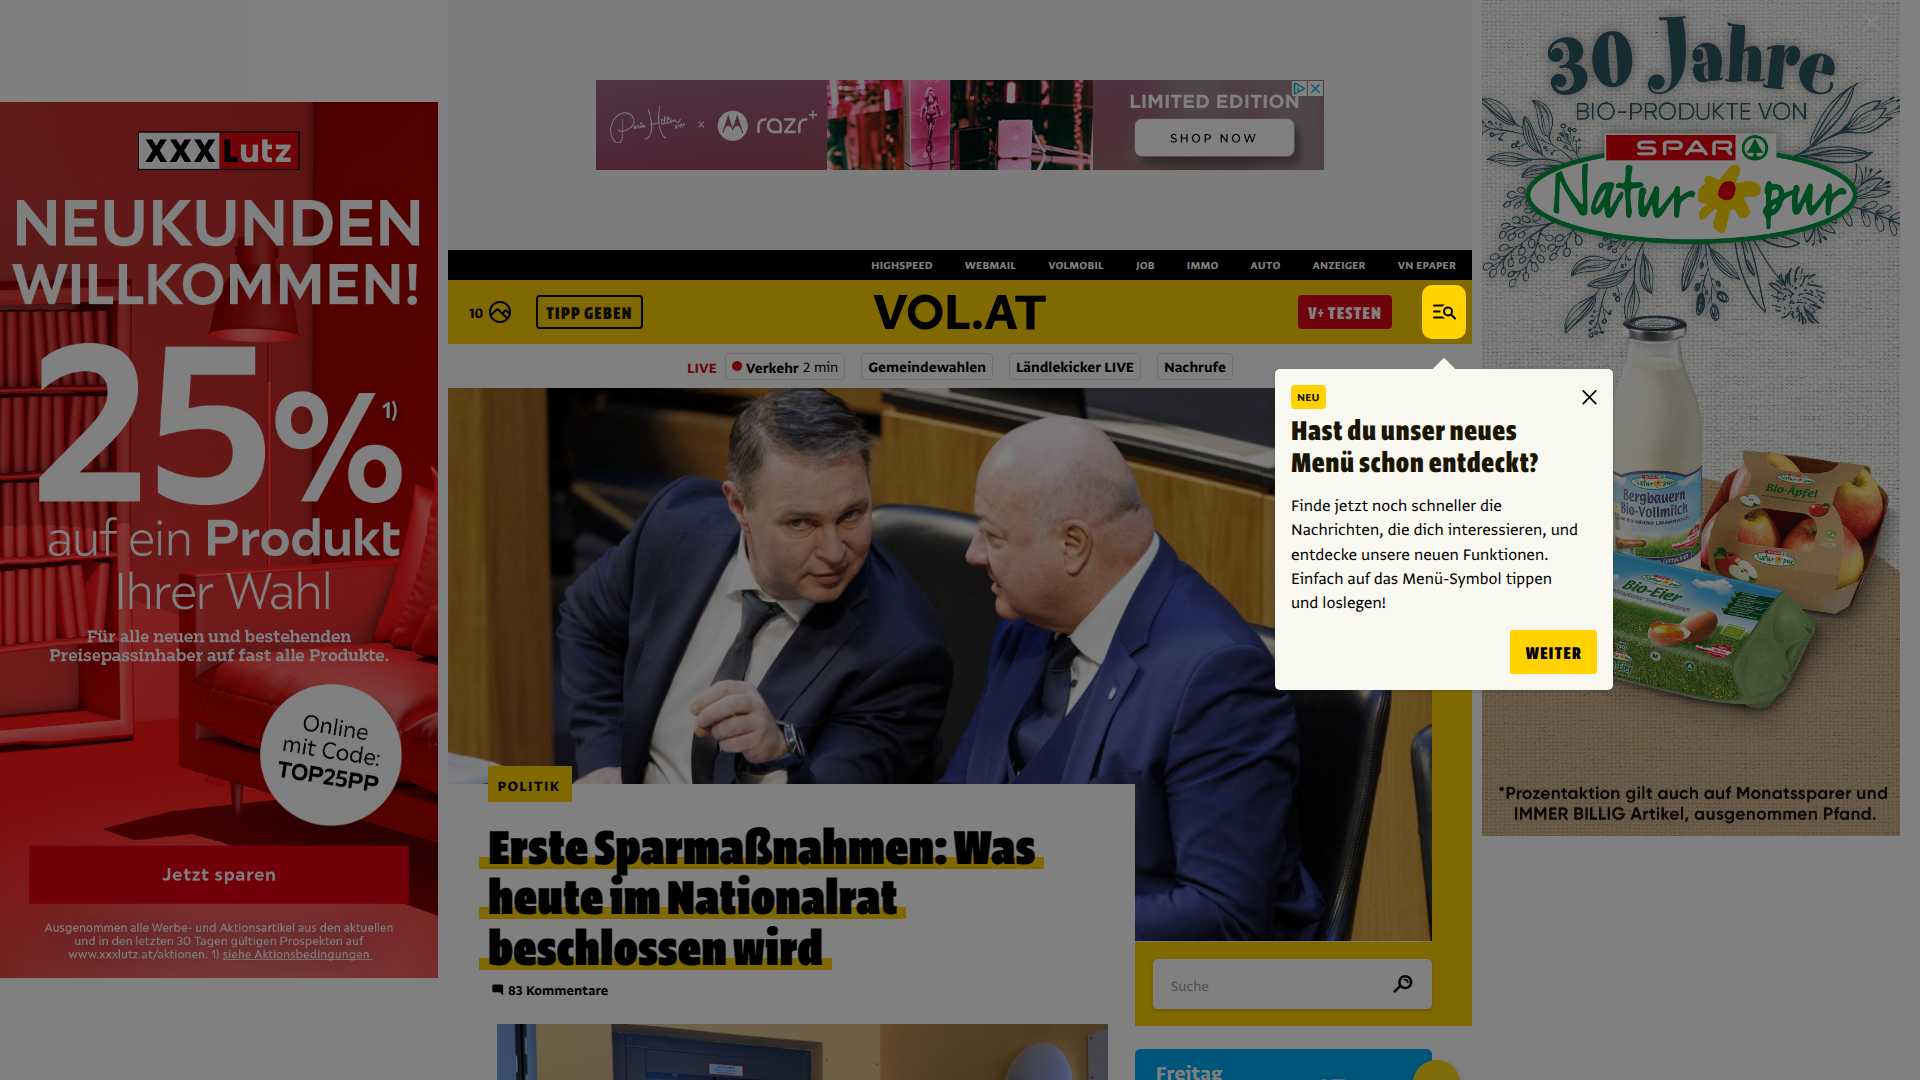 XXXLutz
NEUKUNDEN
WILLKOMMEN!
25%1)
auf ein Produkt
Ihrer Wahl
Für alle neuen und bestehenden
Preisepassinhaber auf fast alle Produkte.
Online
mit Code:
TOP25PP
Jetzt sparen
Ausgenommen alle Werbe- und Aktionsartikel aus den aktuellen
und in den letzten 30 Tagen gültigen Prospekten auf
www.xxxlutz.at/aktionen. 1) siehe Aktionsbedingungen
Paris Hilton x razr+
LIMITED EDITION
SHOP NOW
HIGHSPEED WEBMAIL VOLMOBIL JOB IMMO AUTO ANZEIGER VN EPAPER
10 TIPP GEBEN VOL.AT V+ TESTEN
LIVE Verkehr 2 min Gemeindewahlen Ländlekicker LIVE Nachrufe
NEU
Hast du unser neues
Menü schon entdeckt?
Finde jetzt noch schneller die
Nachrichten, die dich interessieren, und
entdecke unsere neuen Funktionen.
Einfach auf das Menü-Symbol tippen
und loslegen!
WEITER
POLITIK
Erste Sparmaßnahmen: Was
heute im Nationalrat
beschlossen wird
83 Kommentare
Suche
Freitag
30 Jahre
BIO-PRODUKTE VON
SPAR
Natur pur
Bergbauern
Bio-Vollmilch
Bio-Äpfel
Bio-Eier
*Prozentaktion gilt auch auf Monatssparer und
IMMER BILLIG Artikel, ausgenommen Pfand.